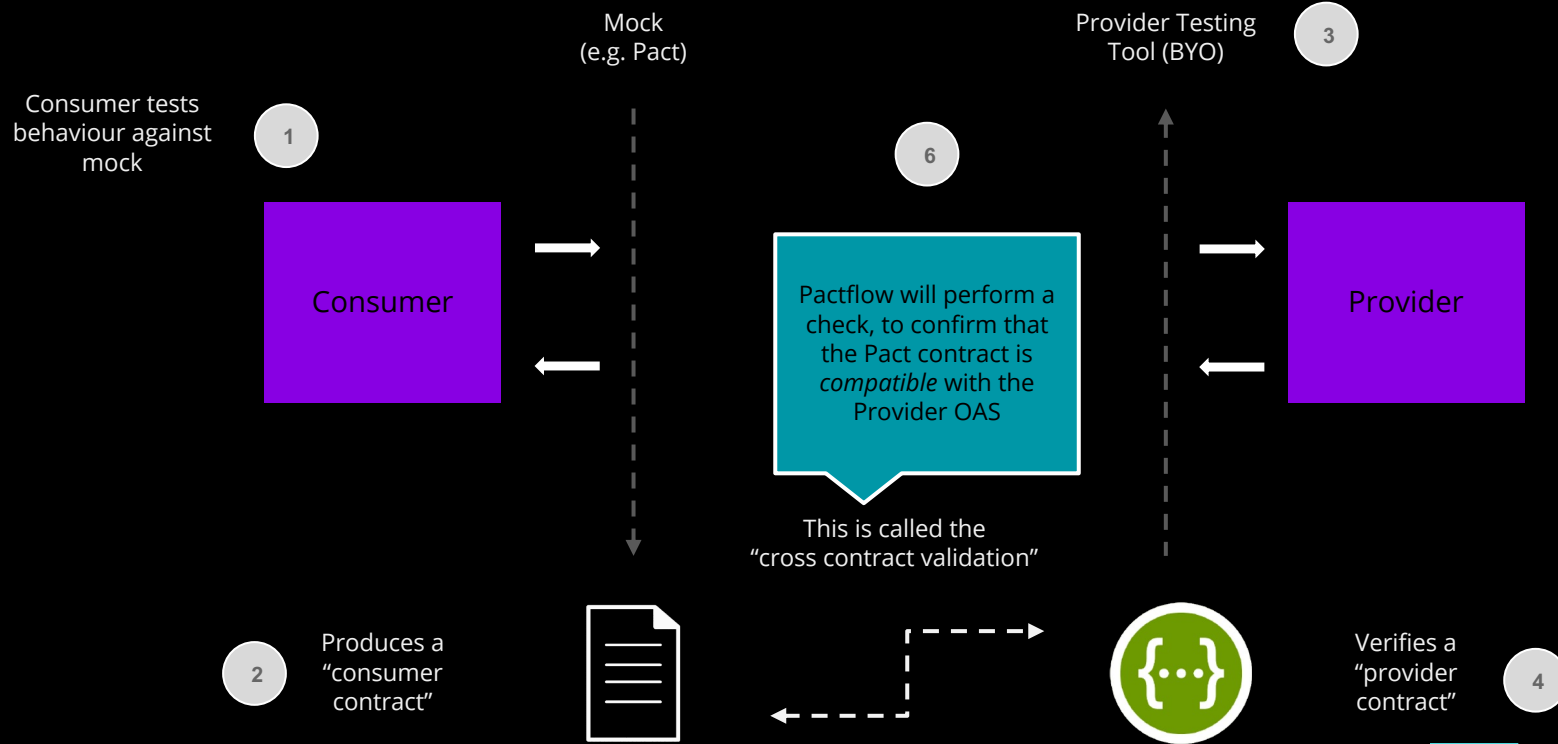 Mock
(e.g. Pact)
Provider Testing
Tool (BYO)
3
Consumer tests
behaviour against
mock
1
6
Consumer
Pactflow will perform a
check, to confirm that
the Pact contract is
compatible with the
Provider OAS
Provider
This is called the
“cross contract validation”
2
Produces a
“consumer
contract”
{···}
Verifies a
“provider
contract”
4